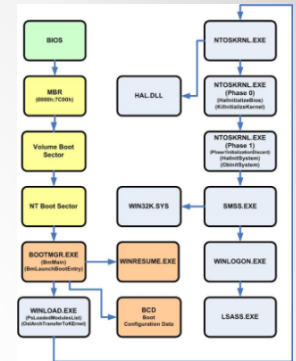 BIOS
MBR
(0000h:7C00h)
Volume Boot
Sector
NT Boot Sector
BOOTMGR.EXE
(BmMain)
(BmLaunchBootEntry)
WINLOAD.EXE
(PsLoadedModulesList)
(OslArchTransferToKErnel)
HAL.DLL
WIN32K.SYS
WINRESUME.EXE
BCD
Boot
Configuration Data
NTOSKRNL.EXE
NTOSKRNL.EXE
(Phase 0)
(HalInitializeBios)
(KiInitializeKernel)
NTOSKRNL.EXE
(Phase 1)
(Phase1InitializationDiscard)
(HalInitSystem)
(ObInitSystem)
SMSS.EXE
WINLOGON.EXE
LSASS.EXE